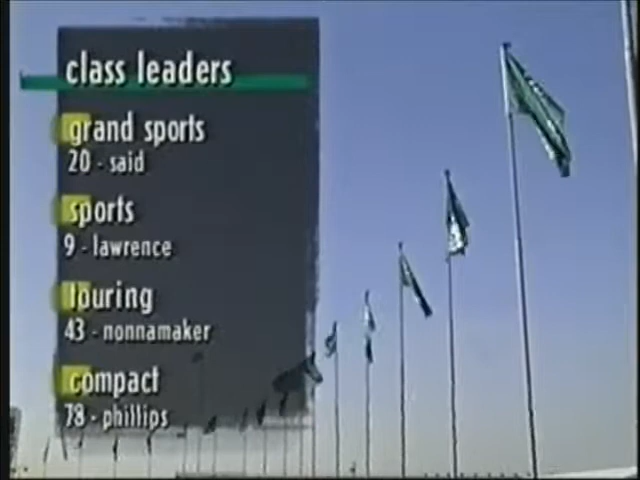 class leaders
grand sports
20 - said
sports
9 - lawrence
touring
43 - nonnamaker
compact
78 - phillips